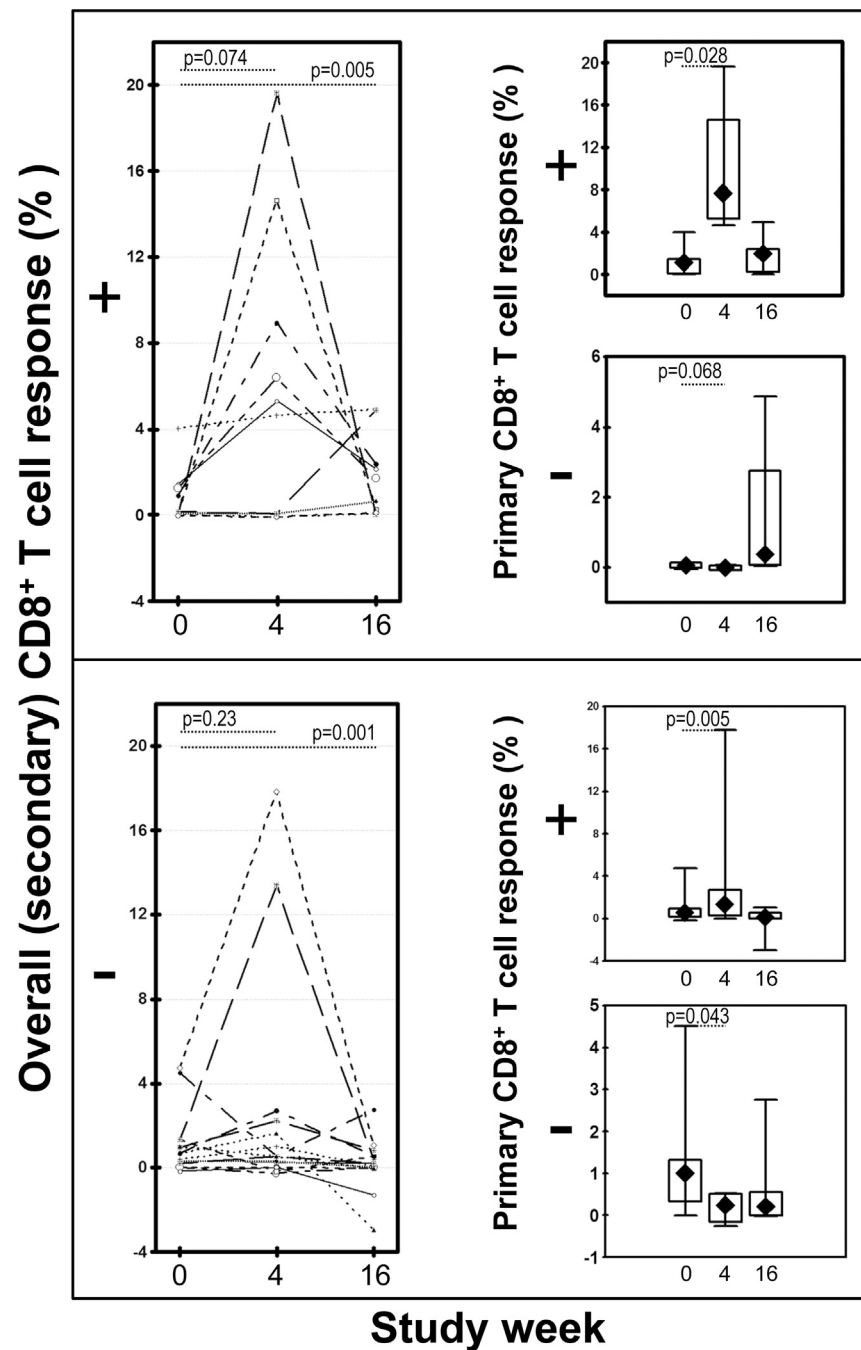 Overall (secondary) CD8⁺ T cell response (%)
+
p=0.074
p=0.005
20
16
12
8
4
0
-4
0 4 16
Primary CD8⁺ T cell response (%)
+
p=0.028
20
16
12
8
4
0
0 4 16
-
p=0.068
6
4
2
0
0 4 16
-
p=0.23
p=0.001
20
16
12
8
4
0
-4
0 4 16
Primary CD8⁺ T cell response (%)
+
p=0.005
20
16
12
8
4
0
-4
0 4 16
-
p=0.043
5
4
3
2
1
0
-1
0 4 16
Study week